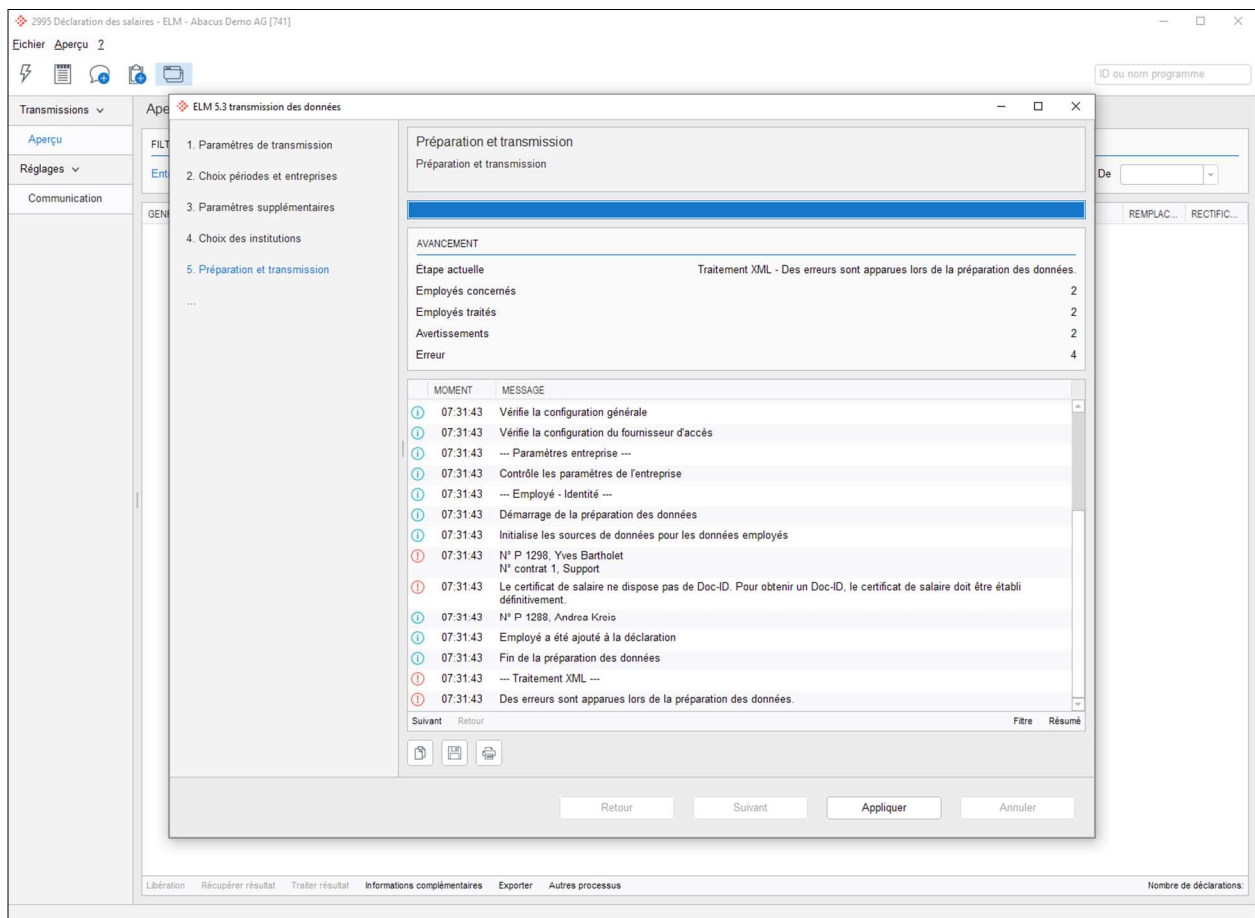 2995 Déclaration des salaires - ELM - Abacus Demo AG [741]
Fichier Aperçu ?
ID ou nom programme
Transmissions
Aperçu
Réglages
Communication
Ape
FILT
Ent
De
GENR
REMPLAC... RECTIFIC...
ELM 5.3 transmission des données
1. Paramètres de transmission
2. Choix périodes et entreprises
3. Paramètres supplémentaires
4. Choix des institutions
5. Préparation et transmission
...
Préparation et transmission
Préparation et transmission
AVANCEMENT
Étape actuelle Traitement XML - Des erreurs sont apparues lors de la préparation des données.
Employés concernés 2
Employés traités 2
Avertissements 2
Erreur 4
MOMENT MESSAGE
07:31:43 Vérifie la configuration générale
07:31:43 Vérifie la configuration du fournisseur d'accès
07:31:43 --- Paramètres entreprise ---
07:31:43 Contrôle les paramètres de l'entreprise
07:31:43 --- Employé - Identité ---
07:31:43 Démarrage de la préparation des données
07:31:43 Initialise les sources de données pour les données employés
07:31:43 N° P 1298, Yves Bartholet
N° contrat 1, Support
07:31:43 Le certificat de salaire ne dispose pas de Doc-ID. Pour obtenir un Doc-ID, le certificat de salaire doit être établi
définitivement.
07:31:43 N° P 1288, Andrea Kreis
07:31:43 Employé a été ajouté à la déclaration
07:31:43 Fin de la préparation des données
07:31:43 --- Traitement XML ---
07:31:43 Des erreurs sont apparues lors de la préparation des données.
Suivant Retour Filtre Résumé
Retour Suivant Appliquer Annuler
Libération Récupérer résultat Traiter résultat Informations complémentaires Exporter Autres processus Nombre de déclarations: